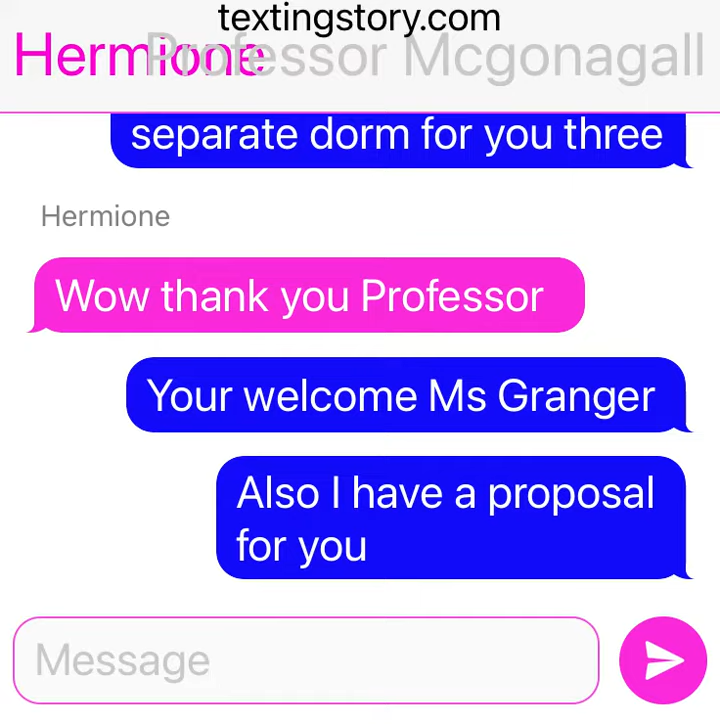 textingstory.com
Hermione Professor Mcgonagall
separate dorm for you three
Hermione
Wow thank you Professor
Your welcome Ms Granger
Also I have a proposal
for you
Message